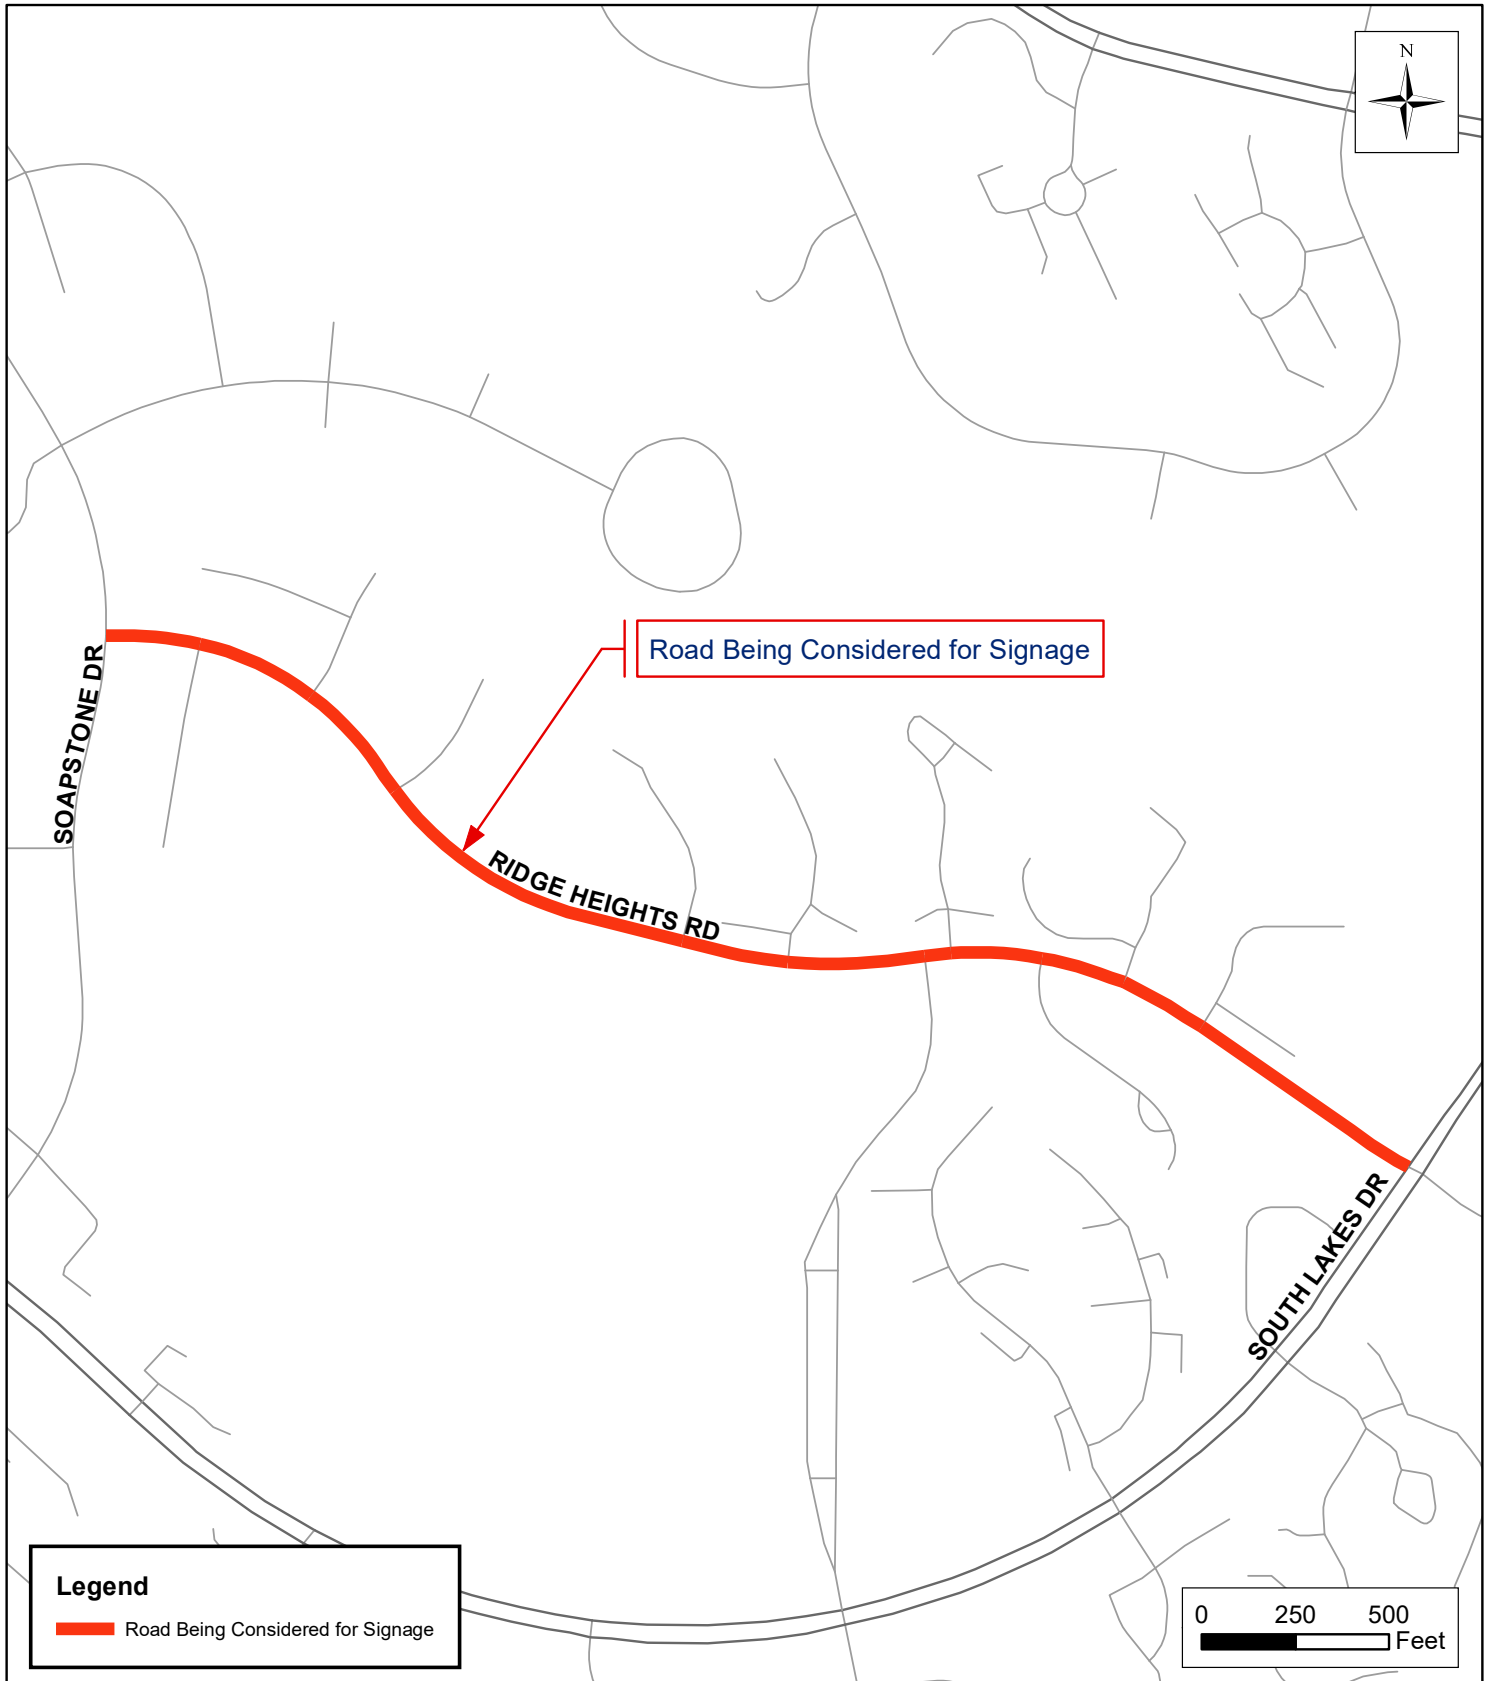 N
Road Being Considered for Signage
SOAPSTONE DR
RIDGE HEIGHTS RD
SOUTH LAKES DR
Legend
Road Being Considered for Signage
0 250 500
Feet